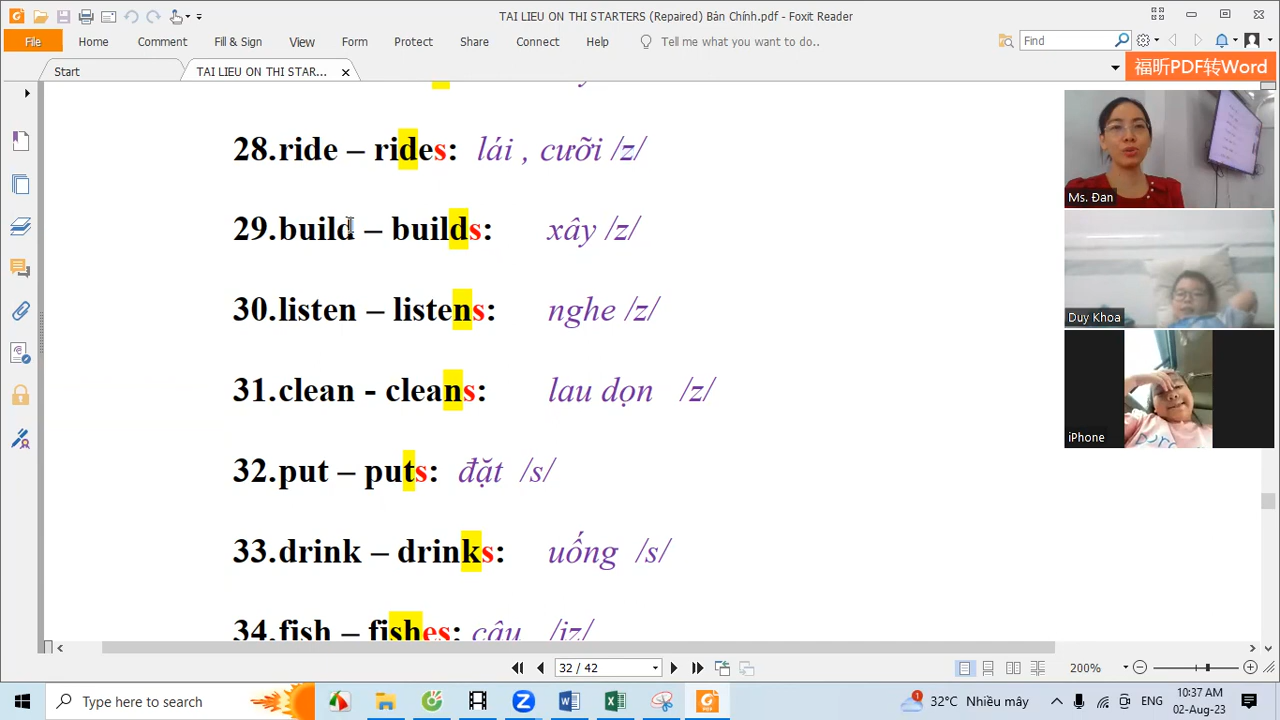 TAI LIEU ON THI STARTERS (Repaired) Bản Chính.pdf - Foxit Reader
File Home Comment Fill & Sign View Form Protect Share Connect Help Tell me what you want to do.. Find
Start TAI LIEU ON THI STAR... 福昕PDF转Word
28.ride – rides: lái , cưỡi /z/
29.build – builds: xây /z/
30.listen – listens: nghe /z/
31.clean - cleans: lau dọn /z/
32.put – puts: đặt /s/
33.drink – drinks: uống /s/
34.fish – fishes: câu /iz/
Ms. Đan
Duy Khoa
iPhone
32 / 42 200%
Type here to search 32°C Nhiều mây ENG 10:37 AM
02-Aug-23